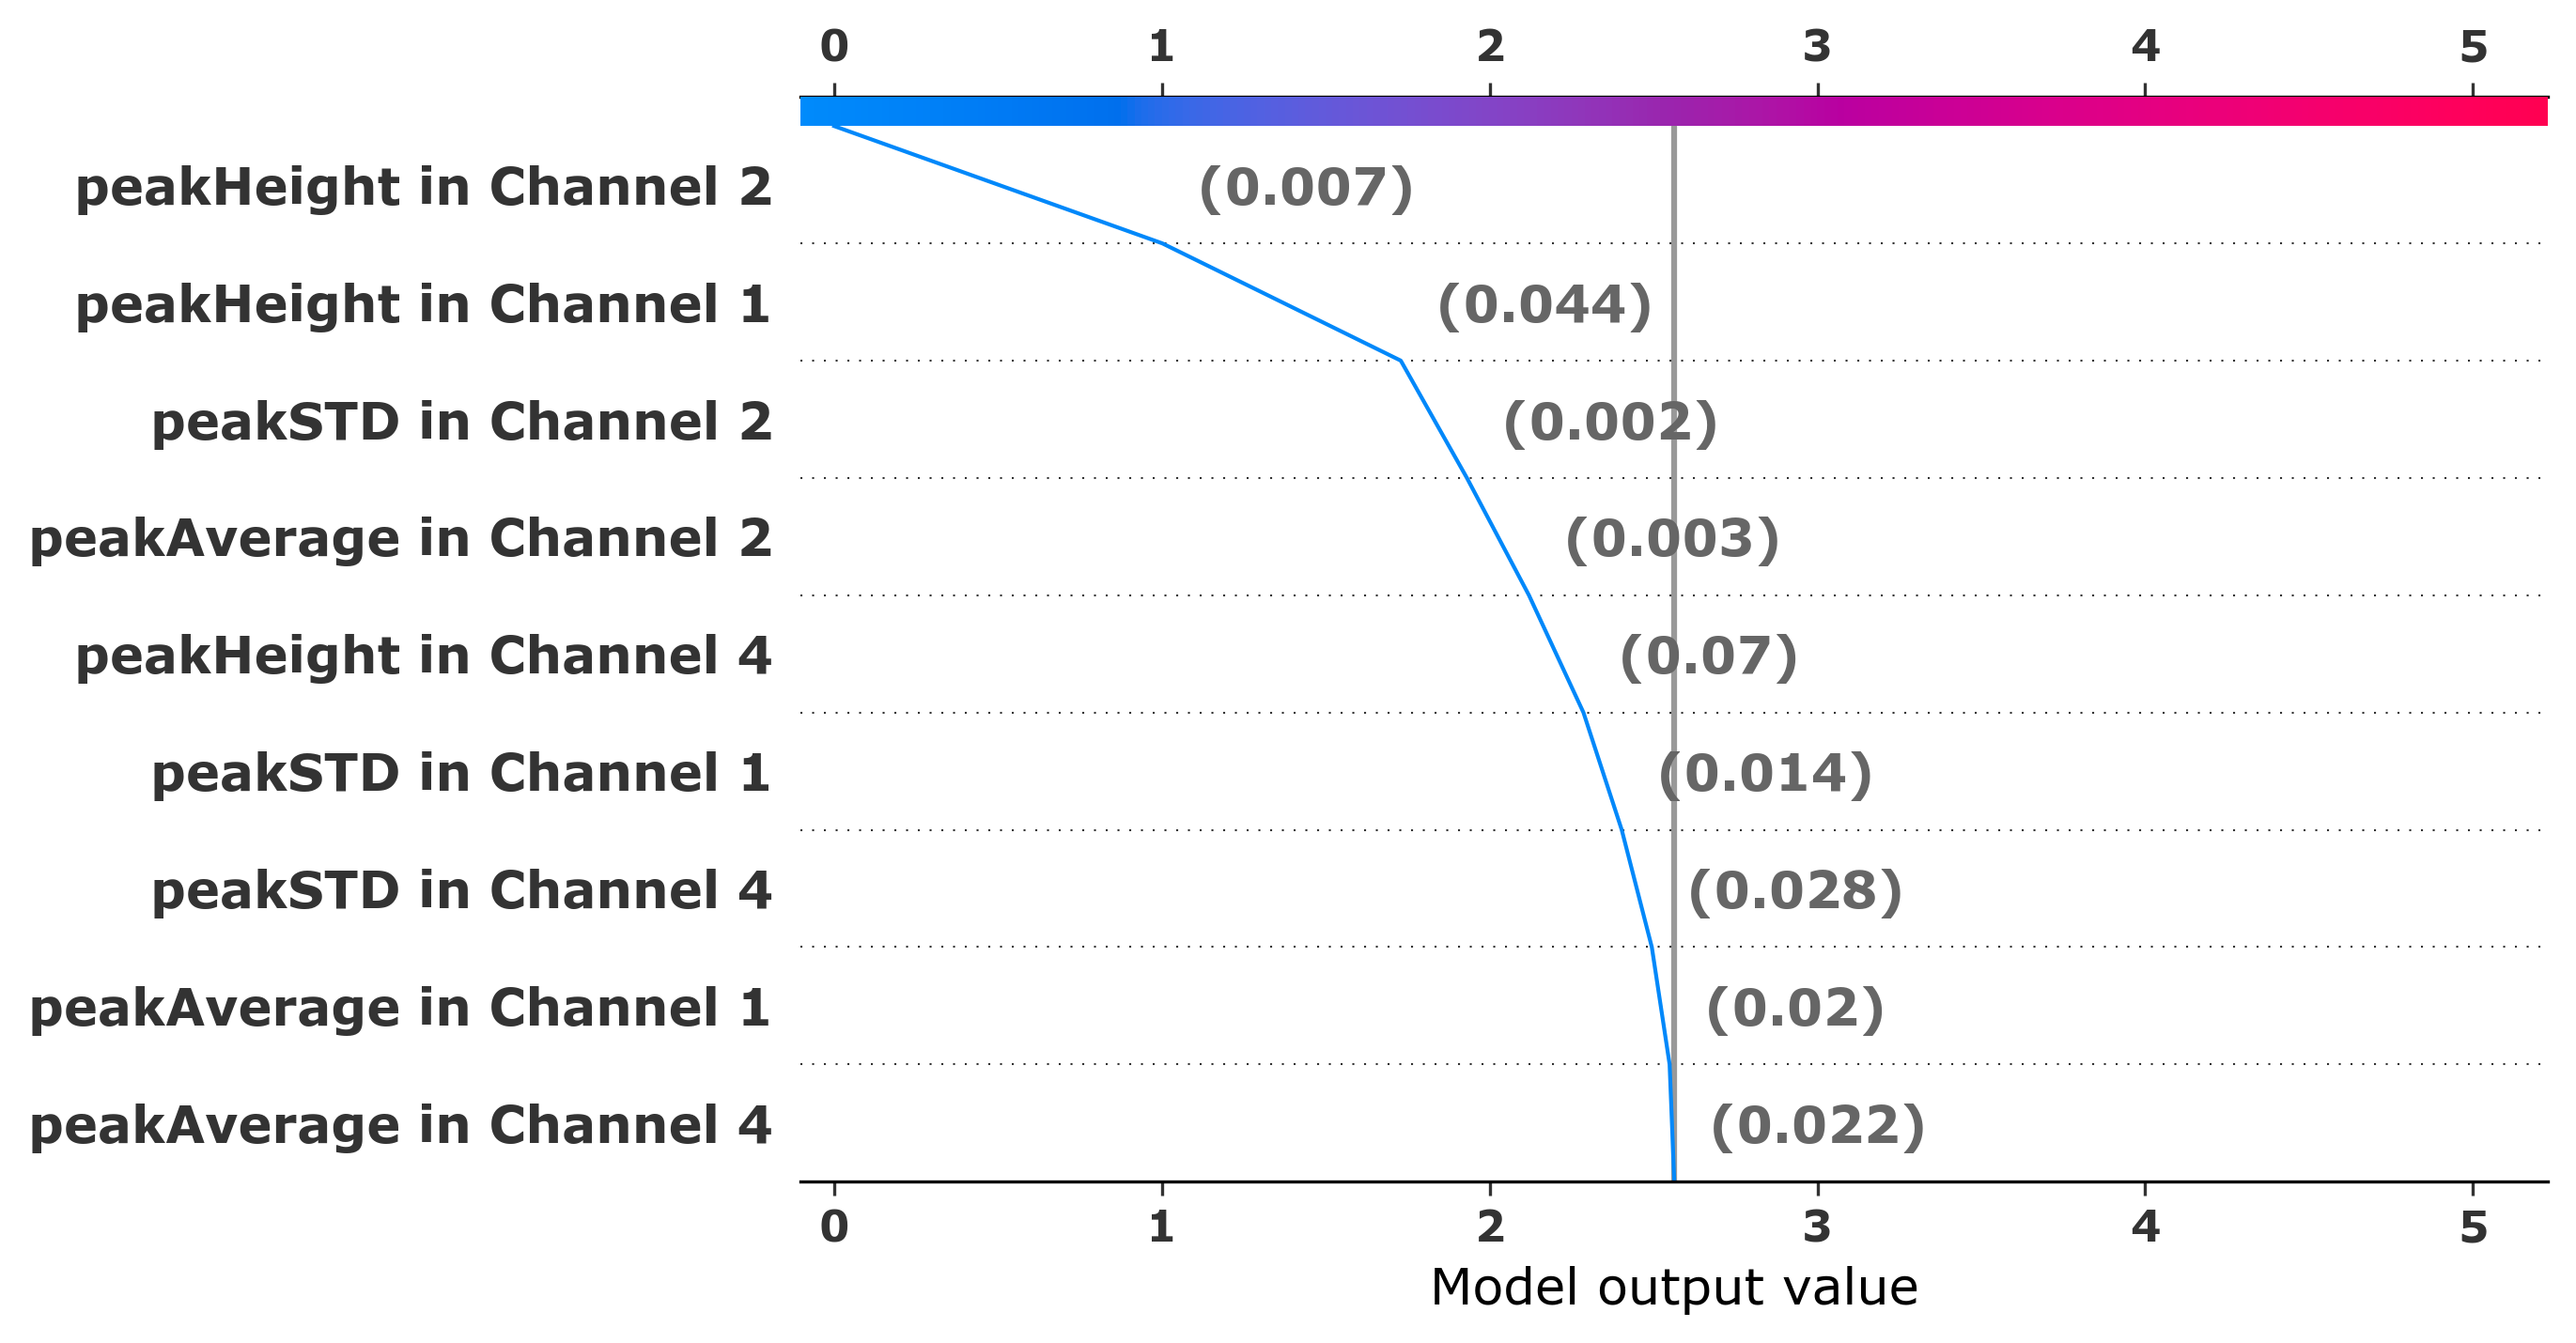 0 1 2 3 4 5
peakHeight in Channel 2 (0.007)
peakHeight in Channel 1 (0.044)
peakSTD in Channel 2 (0.002)
peakAverage in Channel 2 (0.003)
peakHeight in Channel 4 (0.07)
peakSTD in Channel 1 (0.014)
peakSTD in Channel 4 (0.028)
peakAverage in Channel 1 (0.02)
peakAverage in Channel 4 (0.022)
0 1 2 3 4 5
Model output value